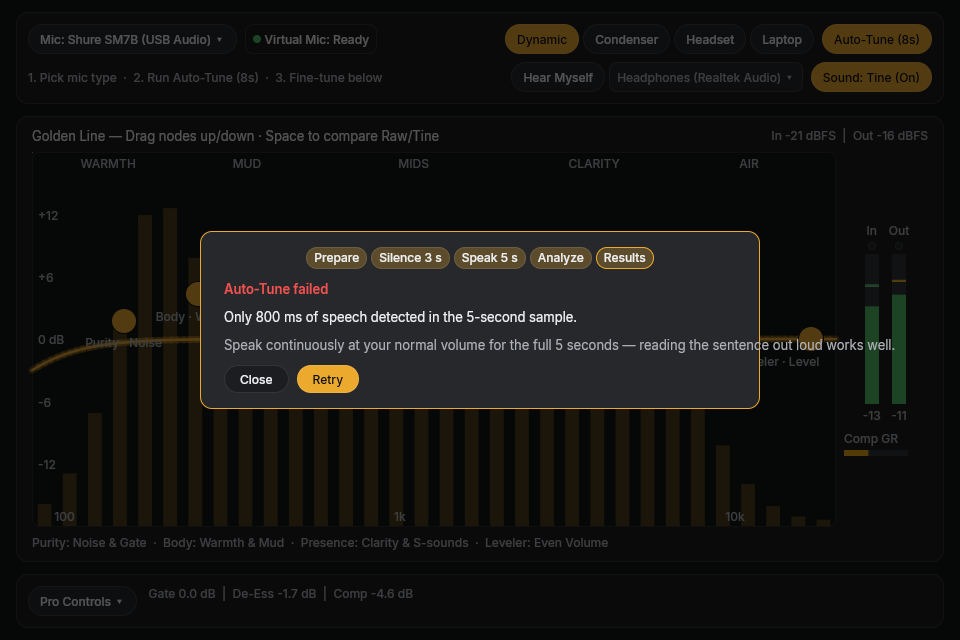 Mic: Shure SM7B (USB Audio) ▾
Virtual Mic: Ready
Dynamic
Condenser
Headset
Laptop
Auto-Tune (8s)
1. Pick mic type · 2. Run Auto-Tune (8s) · 3. Fine-tune below
Hear Myself
Headphones (Realtek Audio) ▾
Sound: Tine (On)
Golden Line — Drag nodes up/down · Space to compare Raw/Tine
In -21 dBFS | Out -16 dBFS
WARMTH
MUD
MIDS
CLARITY
AIR
+12
+6
0 dB
-6
-12
Purity · Noise
Body ·
Prepare
Silence 3 s
Speak 5 s
Analyze
Results
Auto-Tune failed
Only 800 ms of speech detected in the 5-second sample.
Speak continuously at your normal volume for the full 5 seconds — reading the sentence out loud works well.
Close
Retry
· Level
In
Out
-13
-11
Comp GR
100
1k
10k
Purity: Noise & Gate · Body: Warmth & Mud · Presence: Clarity & S-sounds · Leveler: Even Volume
Pro Controls ▾
Gate 0.0 dB | De-Ess -1.7 dB | Comp -4.6 dB